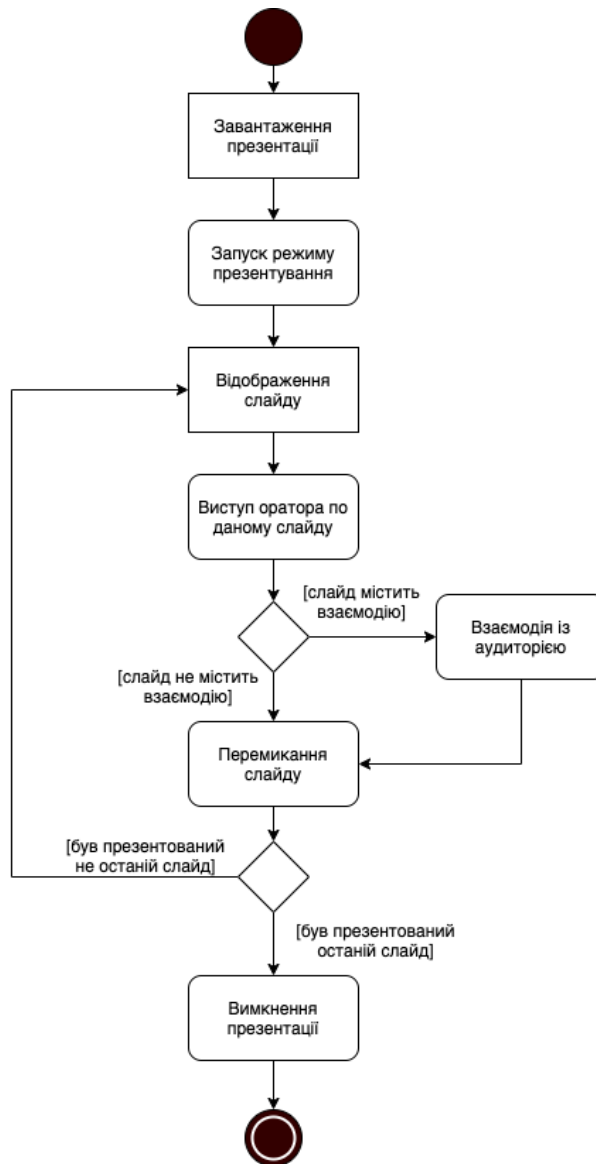 Завантаження
презентації
Запуск режиму
презентування
Відображення
слайду
Виступ оратора по
даному слайду
[слайд містить
взаємодію]
Взаємодія із
аудиторією
[слайд не містить
взаємодію]
Перемикання
слайду
[був презентований
не останій слайд]
[був презентований
останій слайд]
Вимкнення
презентації